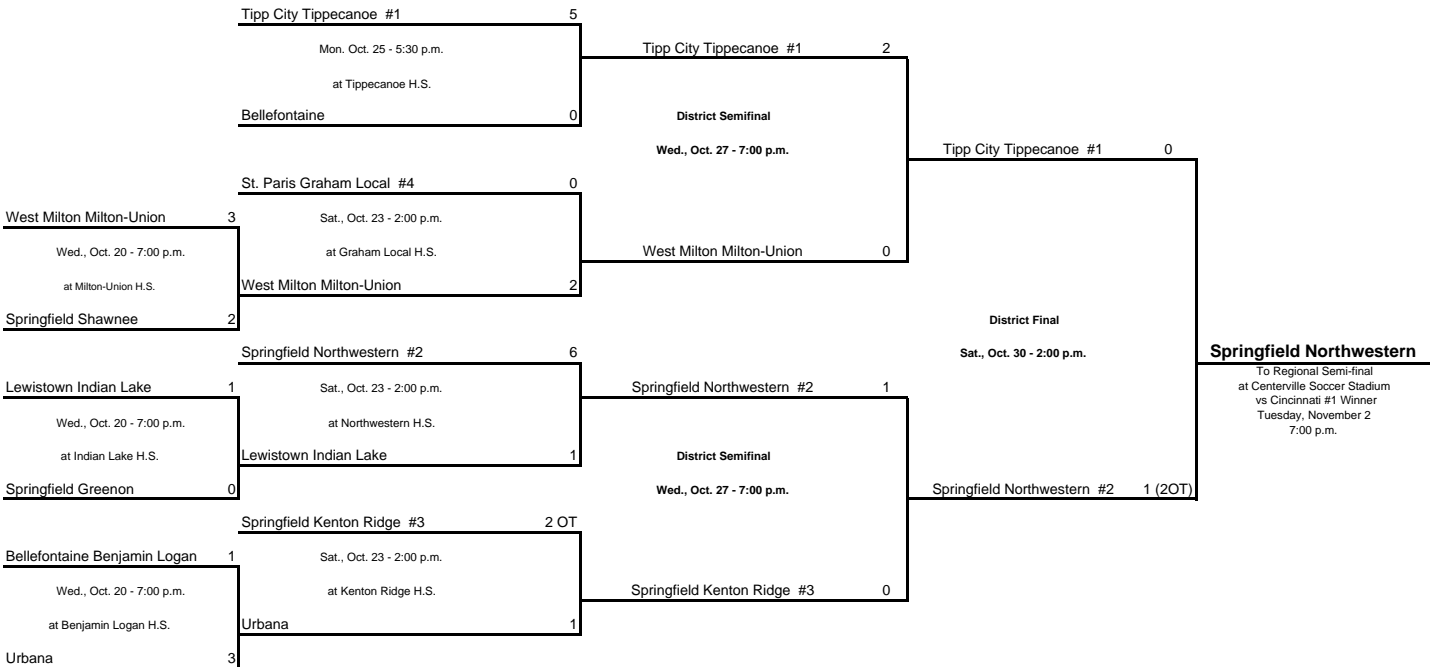 Tipp City Tippecanoe #1 5
Mon. Oct. 25 - 5:30 p.m.
at Tippecanoe H.S.
Bellefontaine 0
Tipp City Tippecanoe #1 2
District Semifinal
Wed., Oct. 27 - 7:00 p.m.
Tipp City Tippecanoe #1 0
St. Paris Graham Local #4 0
West Milton Milton-Union 3
Sat., Oct. 23 - 2:00 p.m.
Wed., Oct. 20 - 7:00 p.m.
at Graham Local H.S.
West Milton Milton-Union 0
at Milton-Union H.S.
West Milton Milton-Union 2
Springfield Shawnee 2
District Final
Sat., Oct. 30 - 2:00 p.m.
Springfield Northwestern
To Regional Semi-final
at Centerville Soccer Stadium
vs Cincinnati #1 Winner
Tuesday, November 2
7:00 p.m.
Springfield Northwestern #2 6
Lewistown Indian Lake 1
Sat., Oct. 23 - 2:00 p.m.
Springfield Northwestern #2 1
Wed., Oct. 20 - 7:00 p.m.
at Northwestern H.S.
at Indian Lake H.S.
Lewistown Indian Lake 1
District Semifinal
Springfield Greenon 0
Wed., Oct. 27 - 7:00 p.m.
Springfield Northwestern #2 1 (2OT)
Springfield Kenton Ridge #3 2 OT
Bellefontaine Benjamin Logan 1
Sat., Oct. 23 - 2:00 p.m.
Wed., Oct. 20 - 7:00 p.m.
at Kenton Ridge H.S.
Springfield Kenton Ridge #3 0
at Benjamin Logan H.S.
Urbana 1
Urbana 3